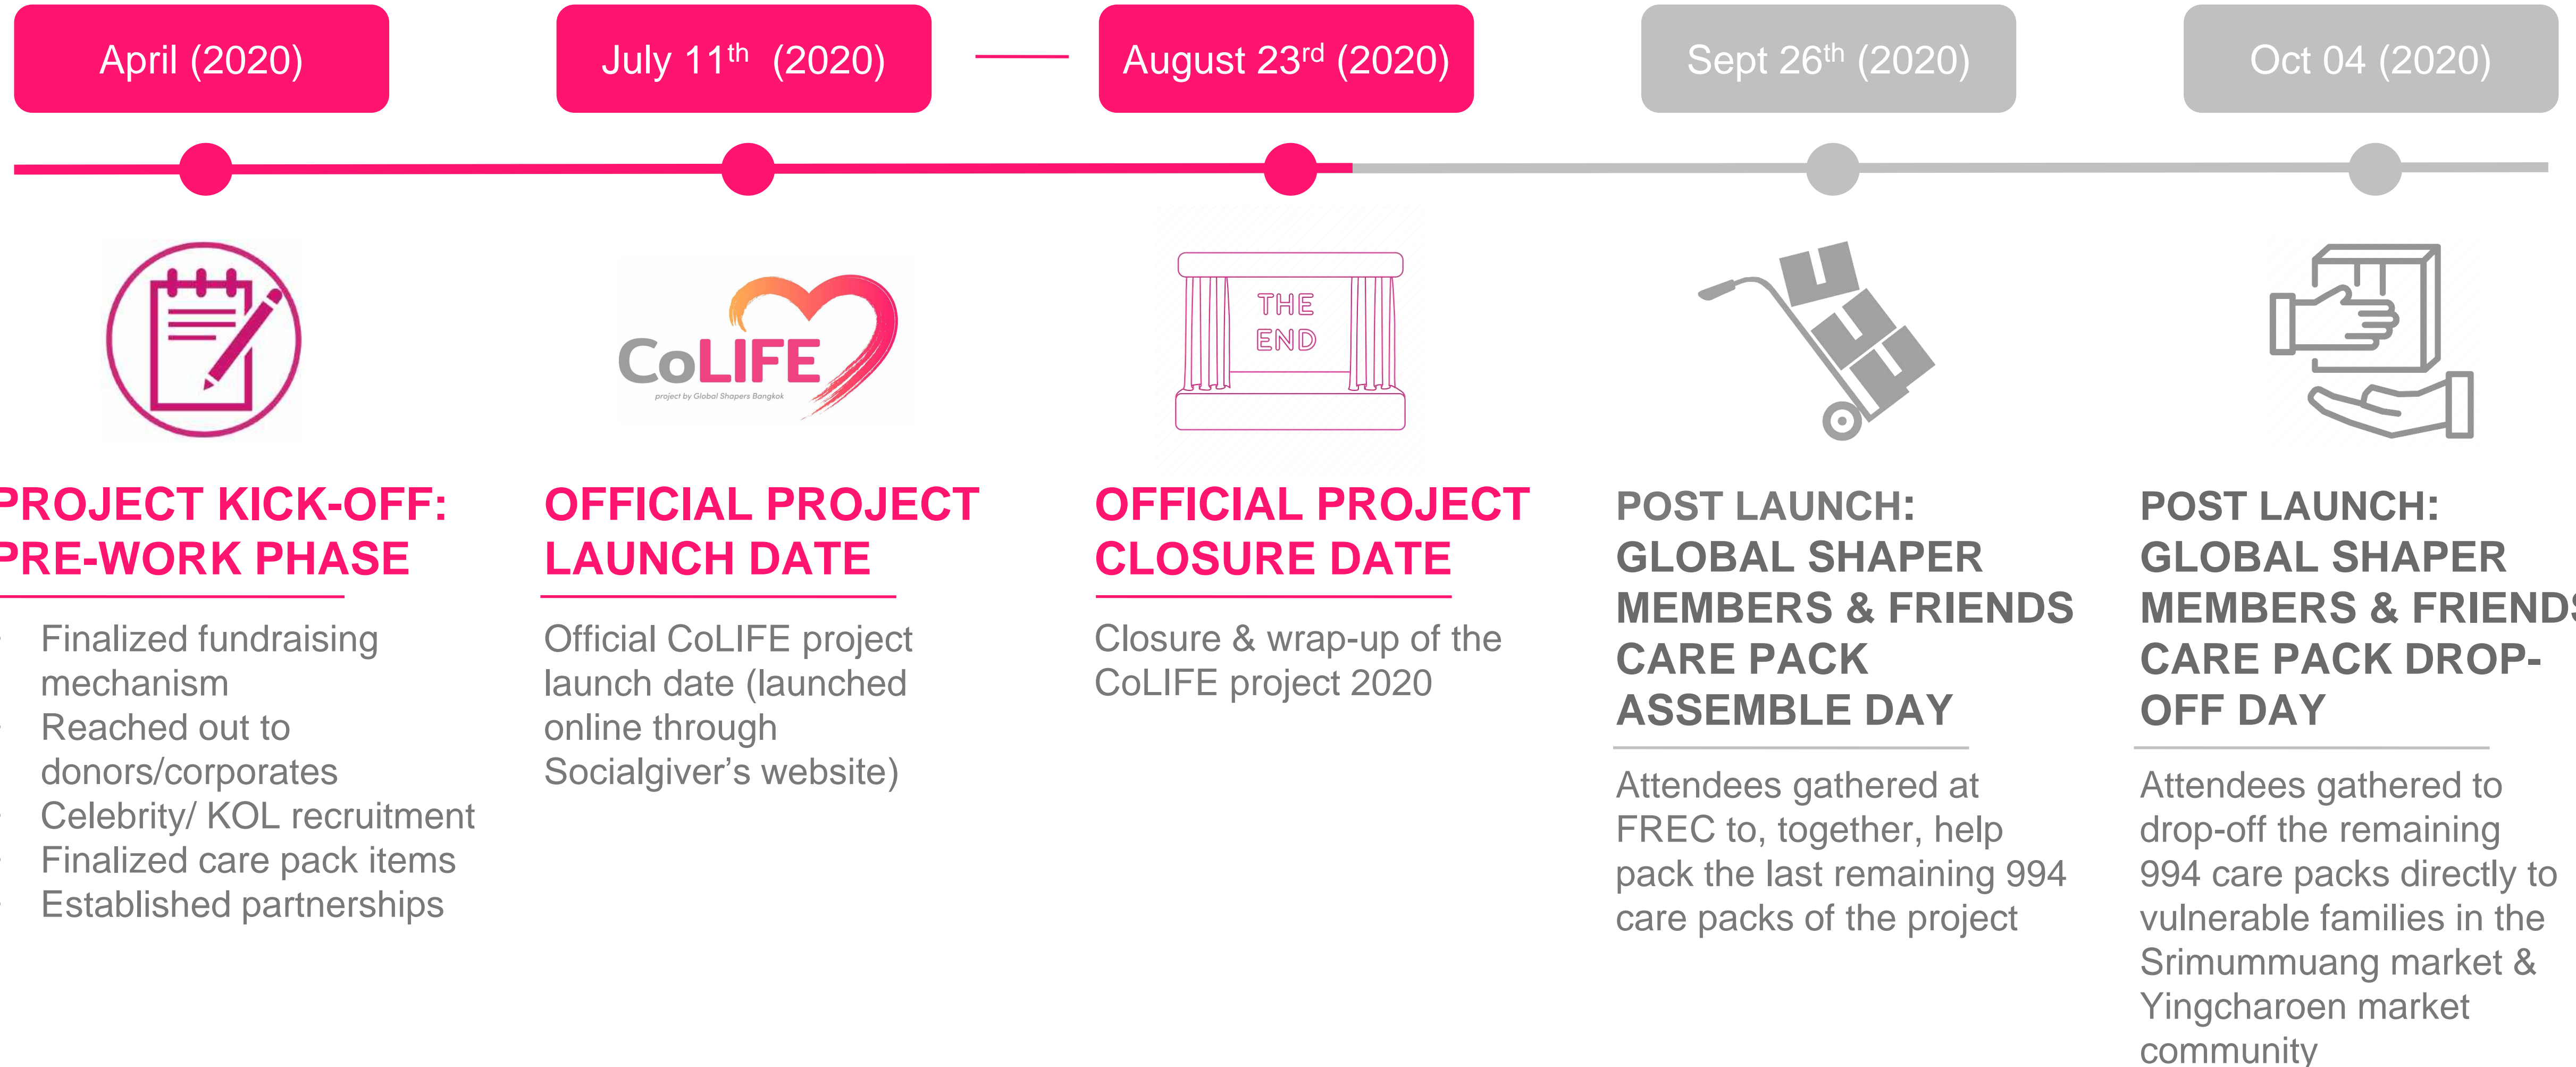 April (2020)
July 11th (2020)
August 23rd (2020)
Sept 26th (2020)
Oct 04 (2020)
CoLIFE
project by Global Shapers Bangkok
THE
END
PROJECT KICK-OFF:
PRE-WORK PHASE
Finalized fundraising
mechanism
Reached out to
donors/corporates
Celebrity/ KOL recruitment
Finalized care pack items
Established partnerships
OFFICIAL PROJECT
LAUNCH DATE
Official CoLIFE project
launch date (launched
online through
Socialgiver’s website)
OFFICIAL PROJECT
CLOSURE DATE
Closure & wrap-up of the
CoLIFE project 2020
POST LAUNCH:
GLOBAL SHAPER
MEMBERS & FRIENDS
CARE PACK
ASSEMBLE DAY
Attendees gathered at
FREC to, together, help
pack the last remaining 994
care packs of the project
POST LAUNCH:
GLOBAL SHAPER
MEMBERS & FRIENDS
CARE PACK DROP-
OFF DAY
Attendees gathered to
drop-off the remaining
994 care packs directly to
vulnerable families in the
Srimummuang market &
Yingcharoen market
community